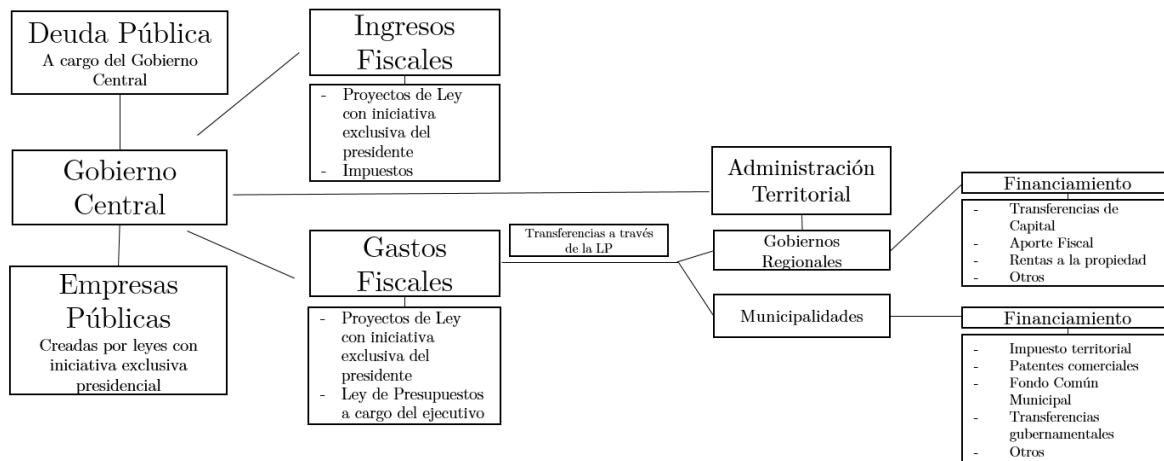 Deuda Pública
A cargo del Gobierno
Central
Gobierno
Central
Empresas
Públicas
Creadas por leyes con
iniciativa exclusiva
presidencial
Ingresos
Fiscales
- Proyectos de Ley
con iniciativa
exclusiva del
presidente
- Impuestos
Gastos
Fiscales
- Proyectos de Ley
con iniciativa
exclusiva del
presidente
- Ley de Presupuestos
a cargo del ejecutivo
Transferencias a través
de la LP
Administración
Territorial
Gobiernos
Regionales
Municipalidades
Financiamiento
- Transferencias de
Capital
- Aporte Fiscal
- Rentas a la propiedad
- Otros
Financiamiento
- Impuesto territorial
- Patentes comerciales
- Fondo Común
Municipal
- Transferencias
gubernamentales
- Otros